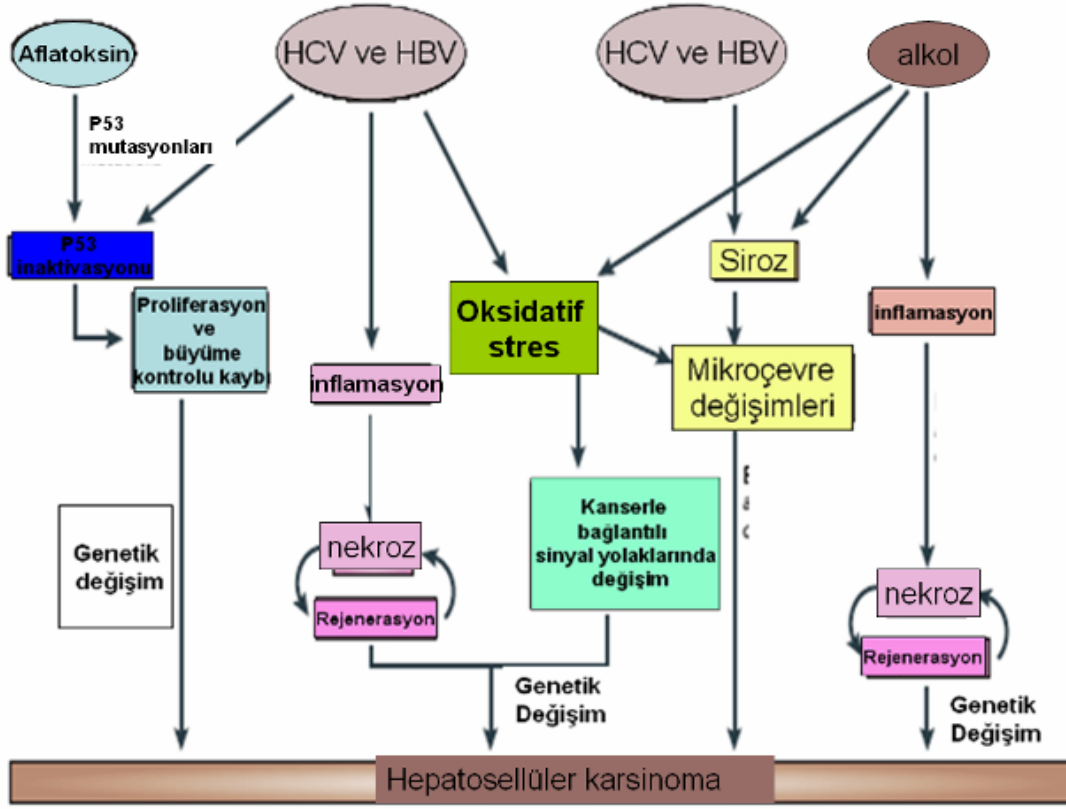 Aflatoksin
HCV ve HBV
HCV ve HBV
alkol
P53
mutasyonları
P53
inaktivasyonu
Proliferasyon
ve
büyüme
kontrolu kaybı
Siroz
Oksidatif
stres
inflamasyon
inflamasyon
Mikroçevre
değişimleri
Genetik
değişim
nekroz
Rejenerasyon
Kanserle
bağlantılı
sinyal yolaklarında
değişim
nekroz
Rejenerasyon
Genetik
Değişim
Genetik
Değişim
Hepatosellüler karsinoma